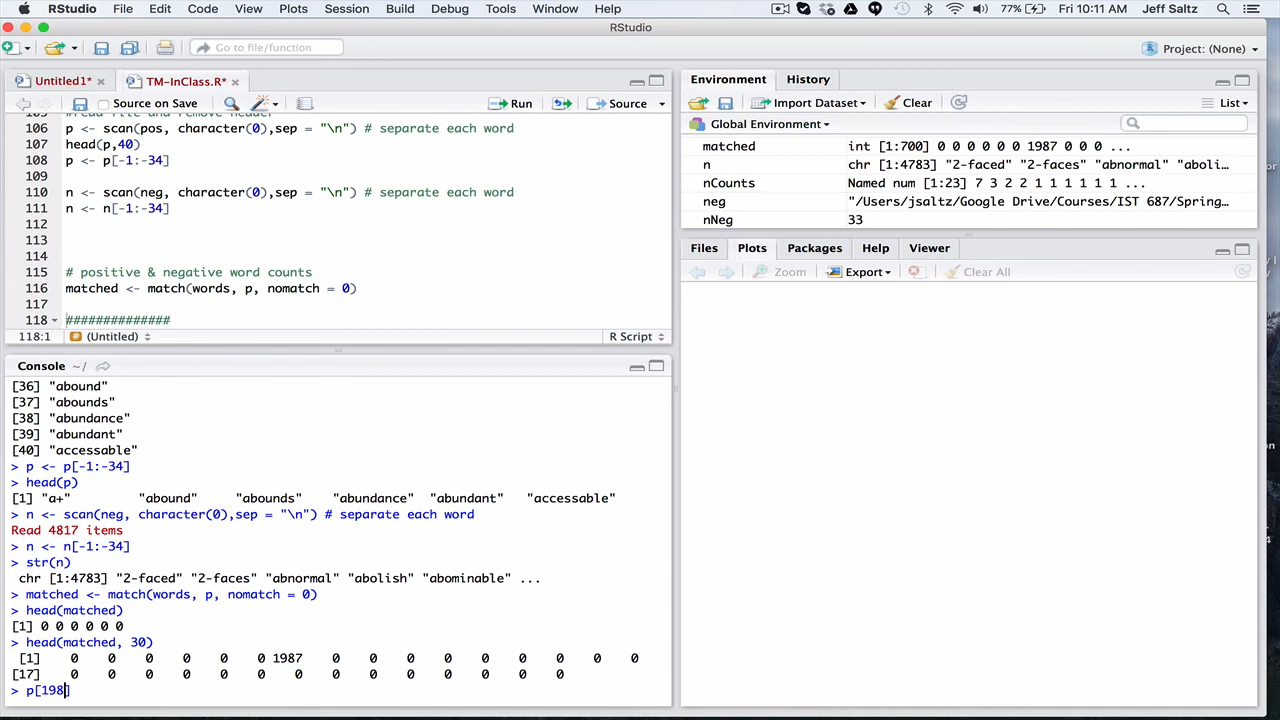 RStudio File Edit Code View Plots Session Build Debug Tools Window Help 77% Fri 10:11 AM Jeff Saltz
RStudio
Go to file/function Project: (None)
Untitled1* TM-InClass.R*
Source on Save Run Source
106 p <- scan(pos, character(0),sep = "\n") # separate each word
107 head(p,40)
108 p <- p[-1:-34]
109
110 n <- scan(neg, character(0),sep = "\n") # separate each word
111 n <- n[-1:-34]
112
113
114
115 # positive & negative word counts
116 matched <- match(words, p, nomatch = 0)
117
118 ##############
118:1 (Untitled) R Script
Console ~/
[36] "abound"
[37] "abounds"
[38] "abundance"
[39] "abundant"
[40] "accessable"
> p <- p[-1:-34]
> head(p)
[1] "a+" "abound" "abounds" "abundance" "abundant" "accessable"
> n <- scan(neg, character(0),sep = "\n") # separate each word
Read 4817 items
> n <- n[-1:-34]
> str(n)
chr [1:4783] "2-faced" "2-faces" "abnormal" "abolish" "abominable" ...
> matched <- match(words, p, nomatch = 0)
> head(matched)
[1] 0 0 0 0 0 0
> head(matched, 30)
[1] 0 0 0 0 0 0 1987 0 0 0 0 0 0 0 0 0
[17] 0 0 0 0 0 0 0 0 0 0 0 0 0 0
> p[198]
Environment History
Import Dataset Clear List
Global Environment
matched int [1:700] 0 0 0 0 0 0 1987 0 0 0 ...
n chr [1:4783] "2-faced" "2-faces" "abnormal" "aboli...
nCounts Named num [1:23] 7 3 2 2 1 1 1 1 1 1 ...
neg "/Users/jsaltz/Google Drive/Courses/IST 687/Spring...
nNeg 33
Files Plots Packages Help Viewer
Zoom Export Clear All